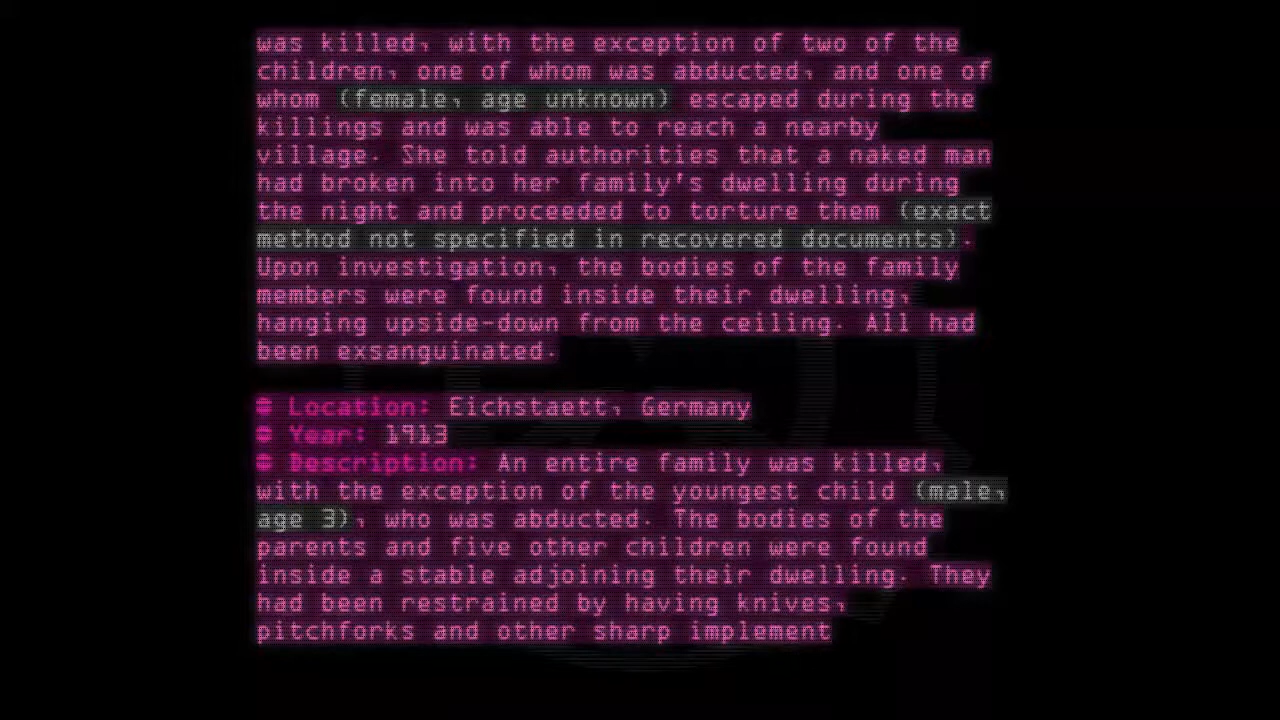 was killed, with the exception of two of the
children, one of whom was abducted, and one of
whom (female, age unknown) escaped during the
killings and was able to reach a nearby
village. She told authorities that a naked man
had broken into her family's dwelling during
the night and proceeded to torture them (exact
method not specified in recovered documents).
Upon investigation, the bodies of the family
members were found inside their dwelling,
hanging upside-down from the ceiling. All had
been exsanguinated.
Location: Eichstaett, Germany
Year: 1913
Description: An entire family was killed,
with the exception of the youngest child (male,
age 3), who was abducted. The bodies of the
parents and five other children were found
inside a stable adjoining their dwelling. They
had been restrained by having knives,
pitchforks and other sharp implement